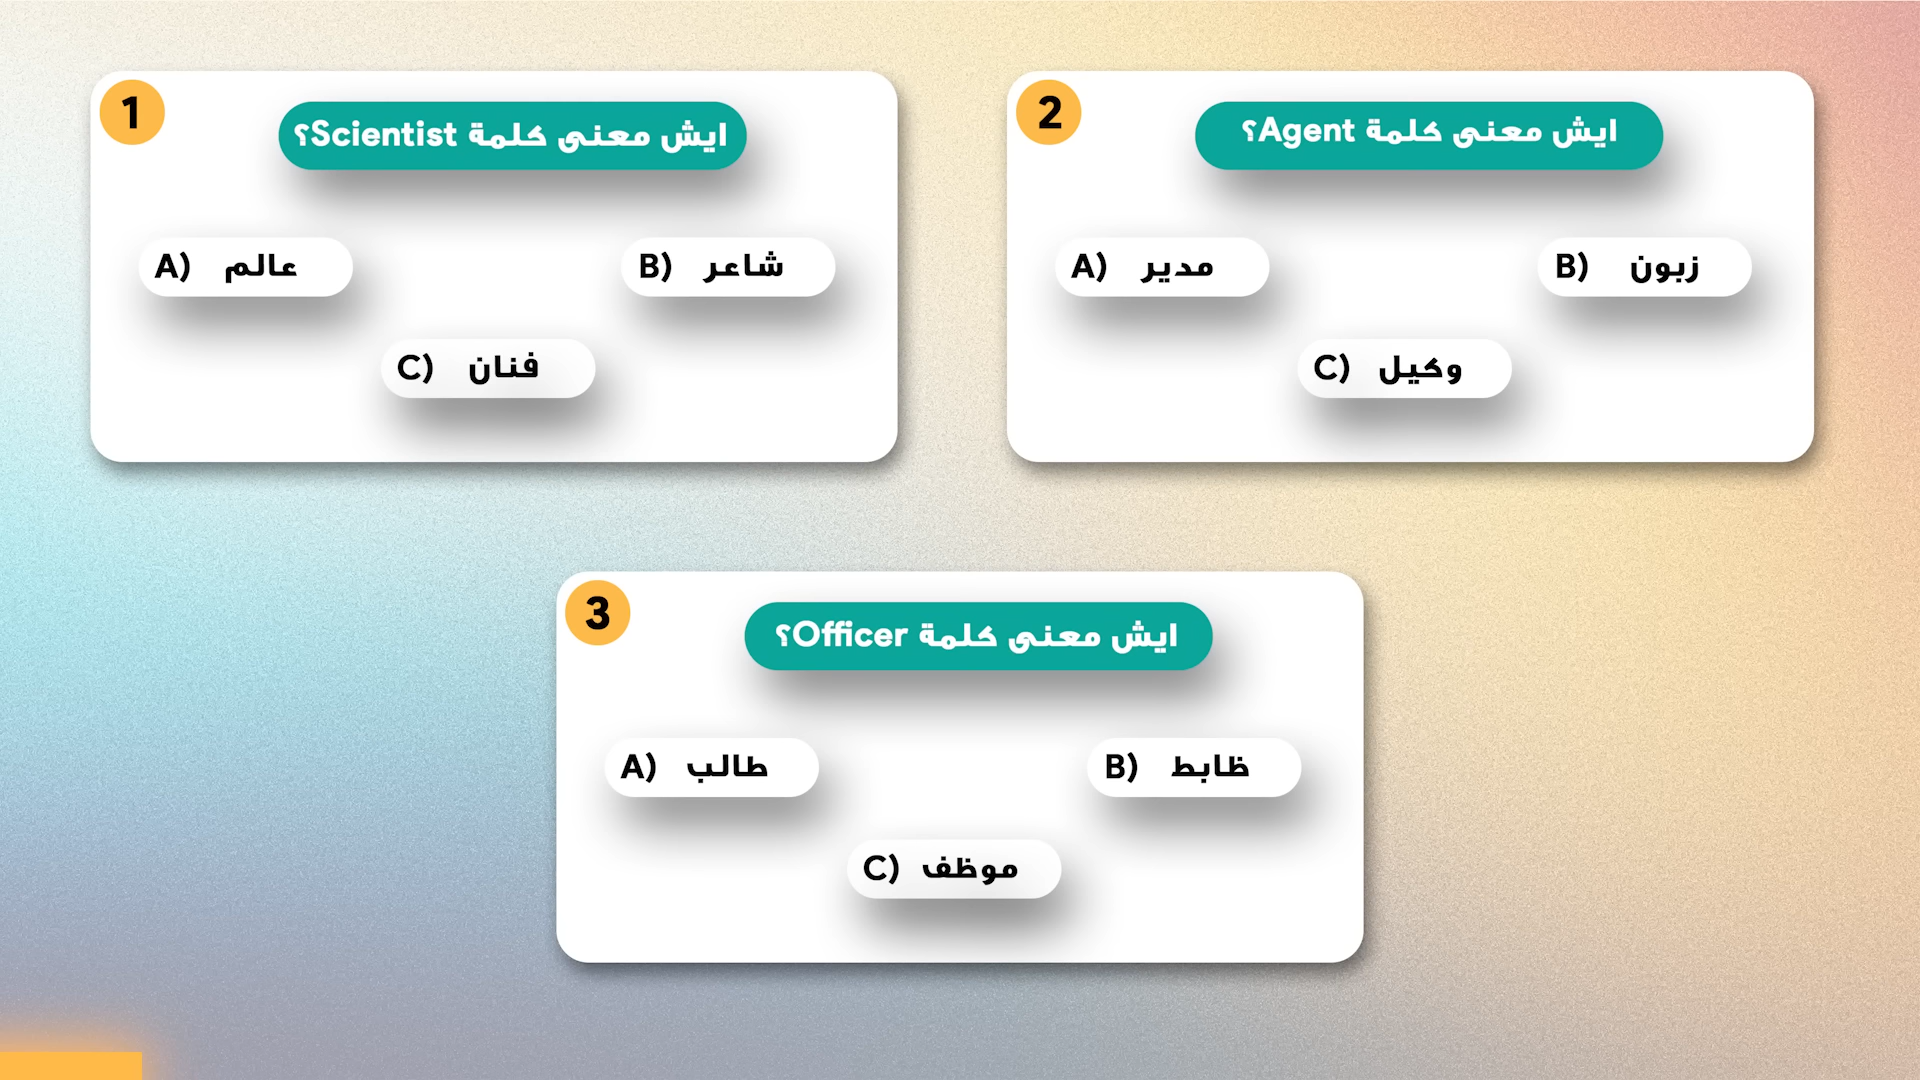 1
ايش معنى كلمة Scientist؟
A) عالم
B) شاعر
C) فنان
2
ايش معنى كلمة Agent؟
A) مدير
B) زبون
C) وكيل
3
ايش معنى كلمة Officer؟
A) طالب
B) ظابط
C) موظف